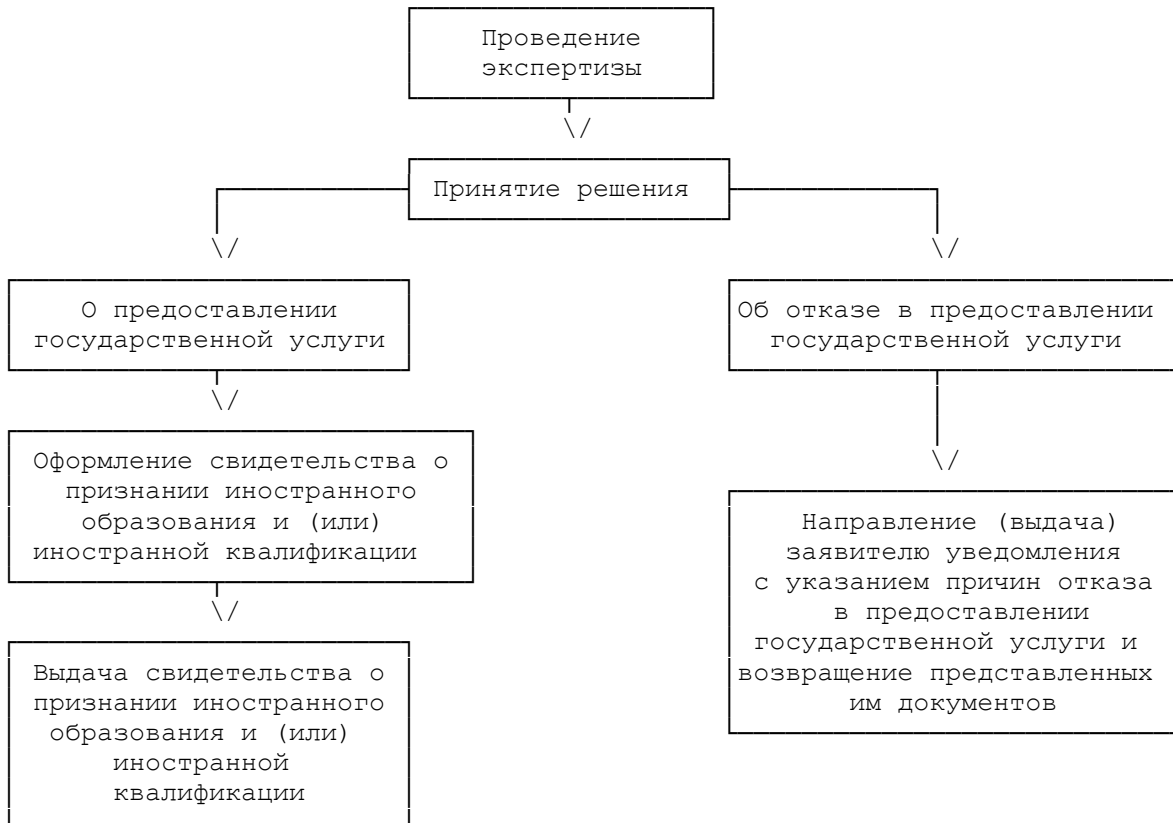 Проведение
экспертизы
\/
Принятие решения
\/
\/
О предоставлении
государственной услуги
Об отказе в предоставлении
государственной услуги
\/
Оформление свидетельства о
признании иностранного
образования и (или)
иностранной квалификации
\/
Выдача свидетельства о
признании иностранного
образования и (или)
иностранной
квалификации
\/
Направление (выдача)
заявителю уведомления
с указанием причин отказа
в предоставлении
государственной услуги и
возвращение представленных
им документов